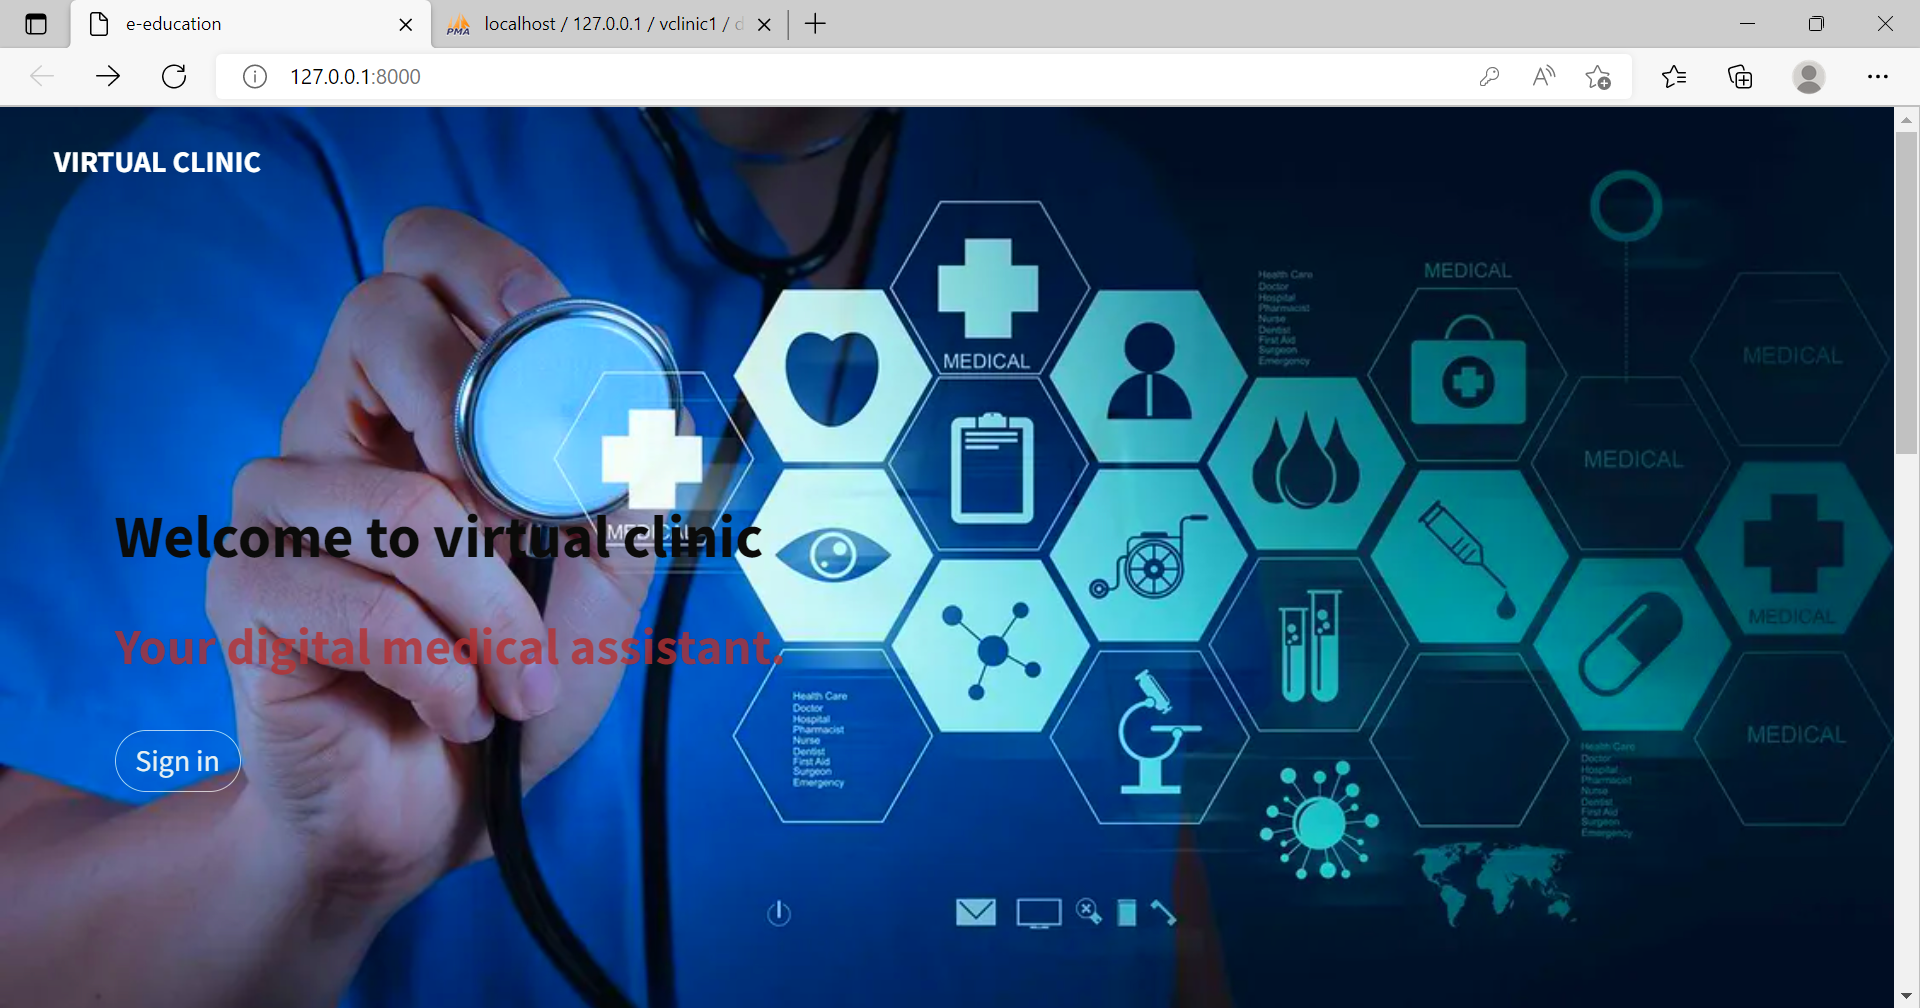 e-education
localhost / 127.0.0.1 / vclinic1 / d
PMA
127.0.0.1:8000
VIRTUAL CLINIC
MEDICAL
Health Care
Doctor
Hospital
Pharmacist
Nurse
Dentist
First Aid
Surgeon
Emergency
MEDICAL
MEDICAL
MEDICAL
MEDICAL
Welcome to virtual clinic
MEDICAL
Your digital medical assistant.
Health Care
Doctor
Hospital
Pharmacist
Nurse
Dentist
First Aid
Surgeon
Emergency
MEDICAL
Sign in
Health Care
Doctor
Hospital
Pharmacist
Nurse
Dentist
First Aid
Surgeon
Emergency